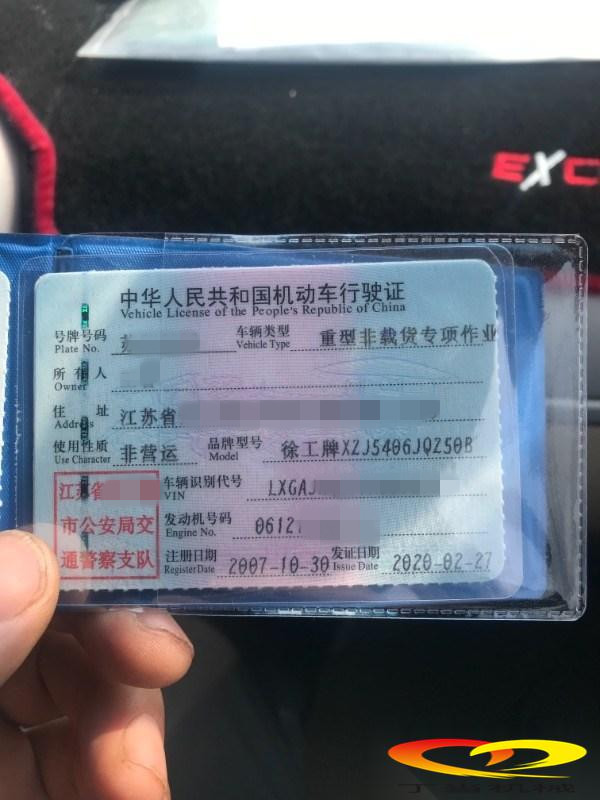 EXC
中华人民共和国机动车行驶证
Vehicle License of the People's Republic of China
号牌号码 苏 车辆类型 重型非载货专项作业
Plate No. Vehicle Type
所有人
Owner
住址 江苏省
Address
使用性质 非营运 品牌型号 徐工牌XZJ5406JQZ50B
Use Character Model
江苏省 车辆识别代号 LXGAJ
VIN
市公安局交 发动机号码 0612
Engine No.
通警察支队 注册日期 2007-10-30 发证日期 2020-02-27
Register Date Issue Date